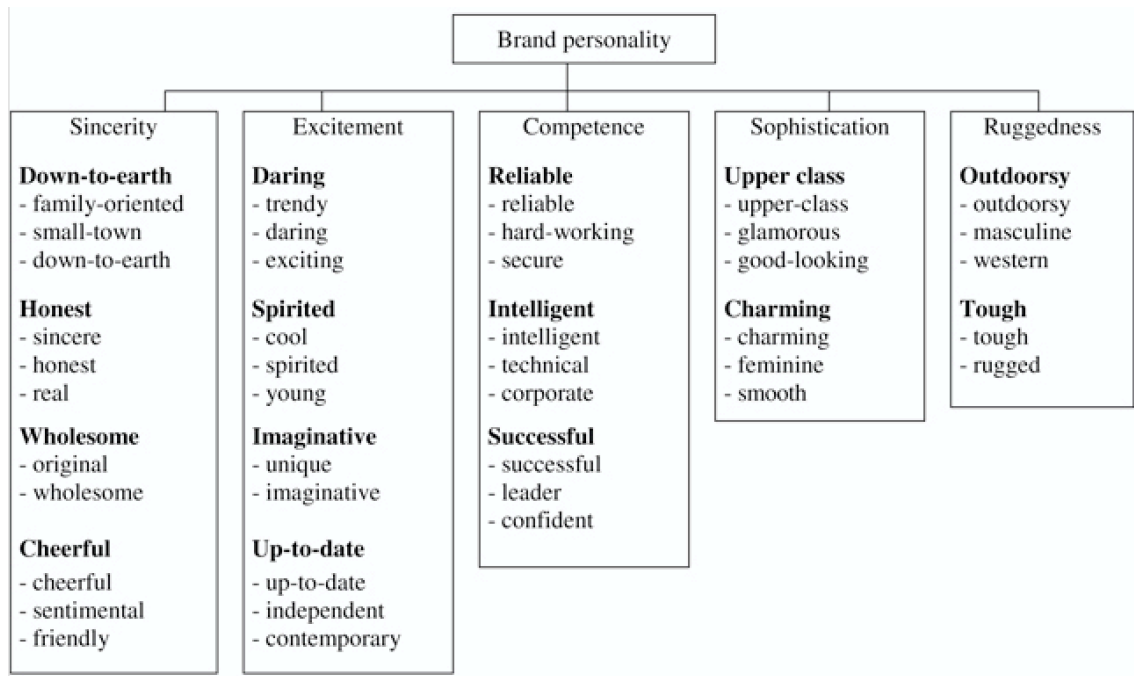 Brand personality
Sincerity
Down-to-earth
- family-oriented
- small-town
- down-to-earth
Honest
- sincere
- honest
- real
Wholesome
- original
- wholesome
Cheerful
- cheerful
- sentimental
- friendly
Excitement
Daring
- trendy
- daring
- exciting
Spirited
- cool
- spirited
- young
Imaginative
- unique
- imaginative
Up-to-date
- up-to-date
- independent
- contemporary
Competence
Reliable
- reliable
- hard-working
- secure
Intelligent
- intelligent
- technical
- corporate
Successful
- successful
- leader
- confident
Sophistication
Upper class
- upper-class
- glamorous
- good-looking
Charming
- charming
- feminine
- smooth
Ruggedness
Outdoorsy
- outdoorsy
- masculine
- western
Tough
- tough
- rugged